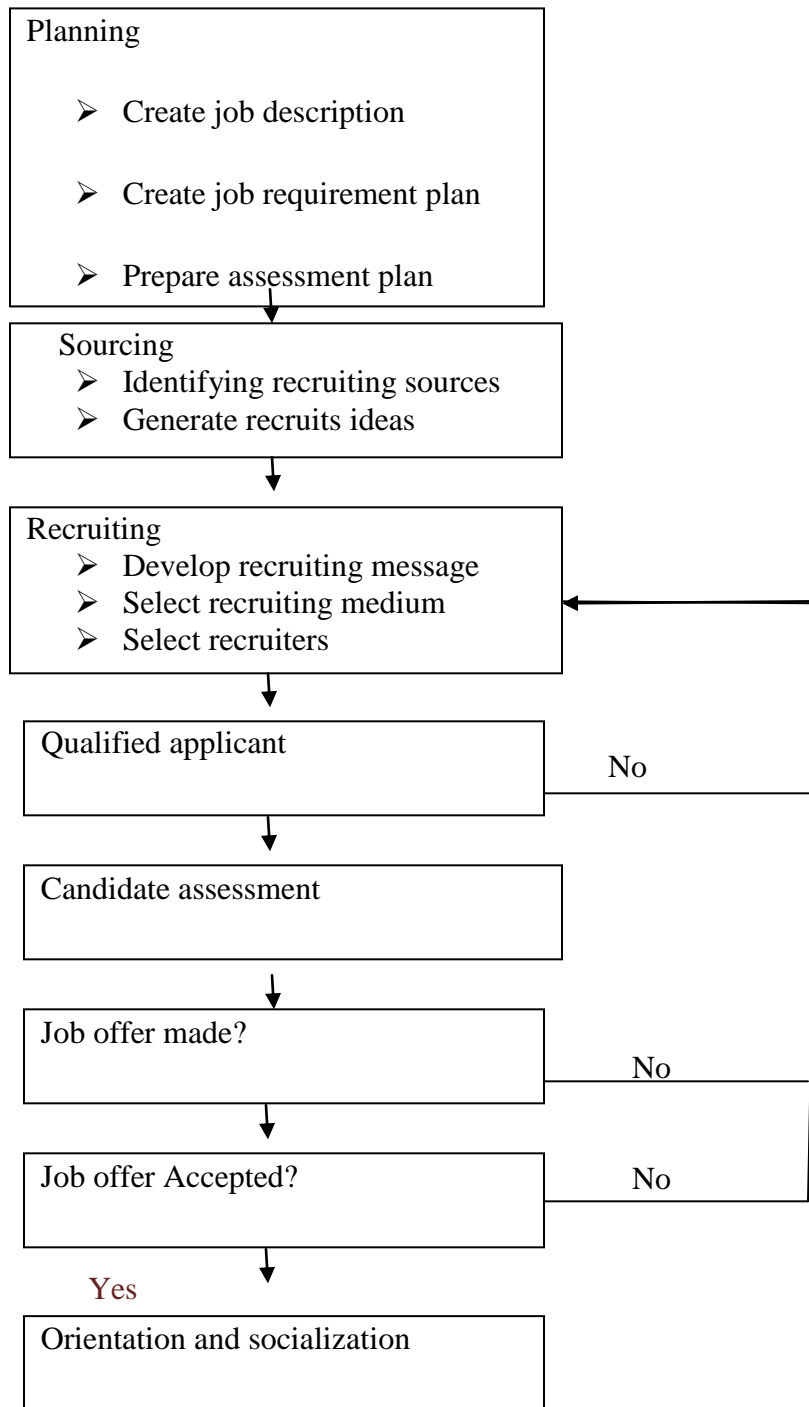 Planning
➢ Create job description
➢ Create job requirement plan
➢ Prepare assessment plan
Sourcing
➢ Identifying recruiting sources
➢ Generate recruits ideas
Recruiting
➢ Develop recruiting message
➢ Select recruiting medium
➢ Select recruiters
Qualified applicant
No
Candidate assessment
Job offer made?
No
Job offer Accepted?
No
Yes
Orientation and socialization